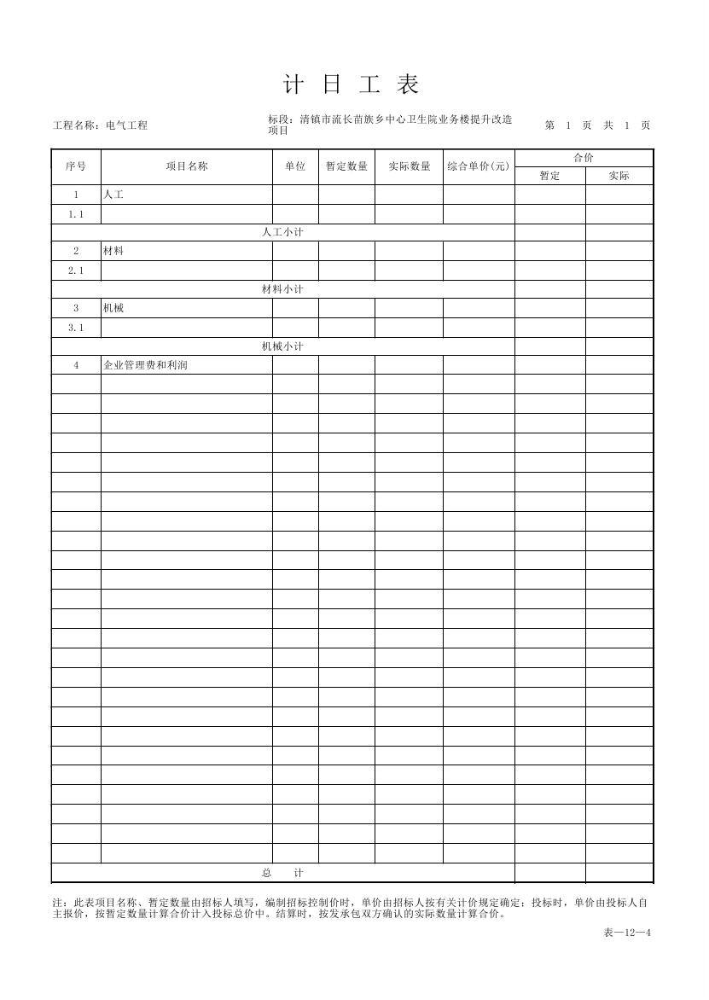 计 日 工 表
工程名称：电气工程
标段：清镇市流长苗族乡中心卫生院业务楼提升改造
项目
第 1 页 共 1 页
序号 项目名称 单位 暂定数量 实际数量 综合单价(元) 合价
暂定 实际
1 人工
1.1
人工小计
2 材料
2.1
材料小计
3 机械
3.1
机械小计
4 企业管理费和利润
总 计
注：此表项目名称、暂定数量由招标人填写，编制招标控制价时，单价由招标人按有关计价规定确定；投标时，单价由投标人自
主报价，按暂定数量计算合价计入投标总价中。结算时，按发承包双方确认的实际数量计算合价。
表—12—4